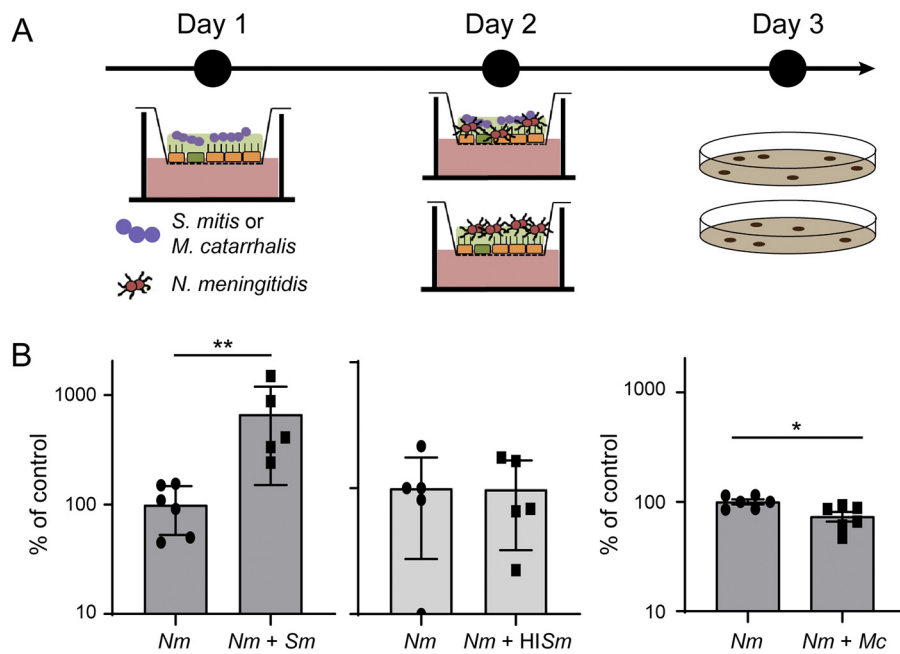 A
Day 1
Day 2
Day 3
S. mitis or
M. catarrhalis
N. meningitidis
B
% of control
1000
100
10
**
Nm
Nm + Sm
Nm
Nm + HISm
% of control
1000
100
10
*
Nm
Nm + Mc